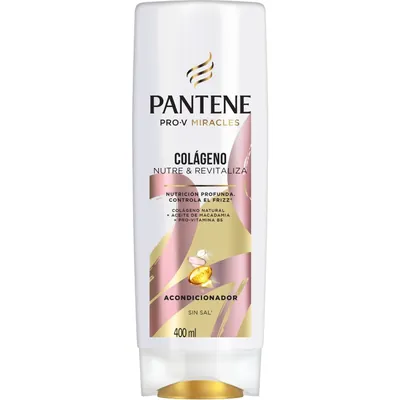 PANTENE
PRO-V MIRACLES
COLÁGENO
NUTRE & REVITALIZA
NUTRICIÓN PROFUNDA,
CONTROLA EL FRIZZ*
COLÁGENO NATURAL
+ ACEITE DE MACADAMIA
+ PRO-VITAMINA B5
ACONDICIONADOR
SIN SAL¹
400 ml